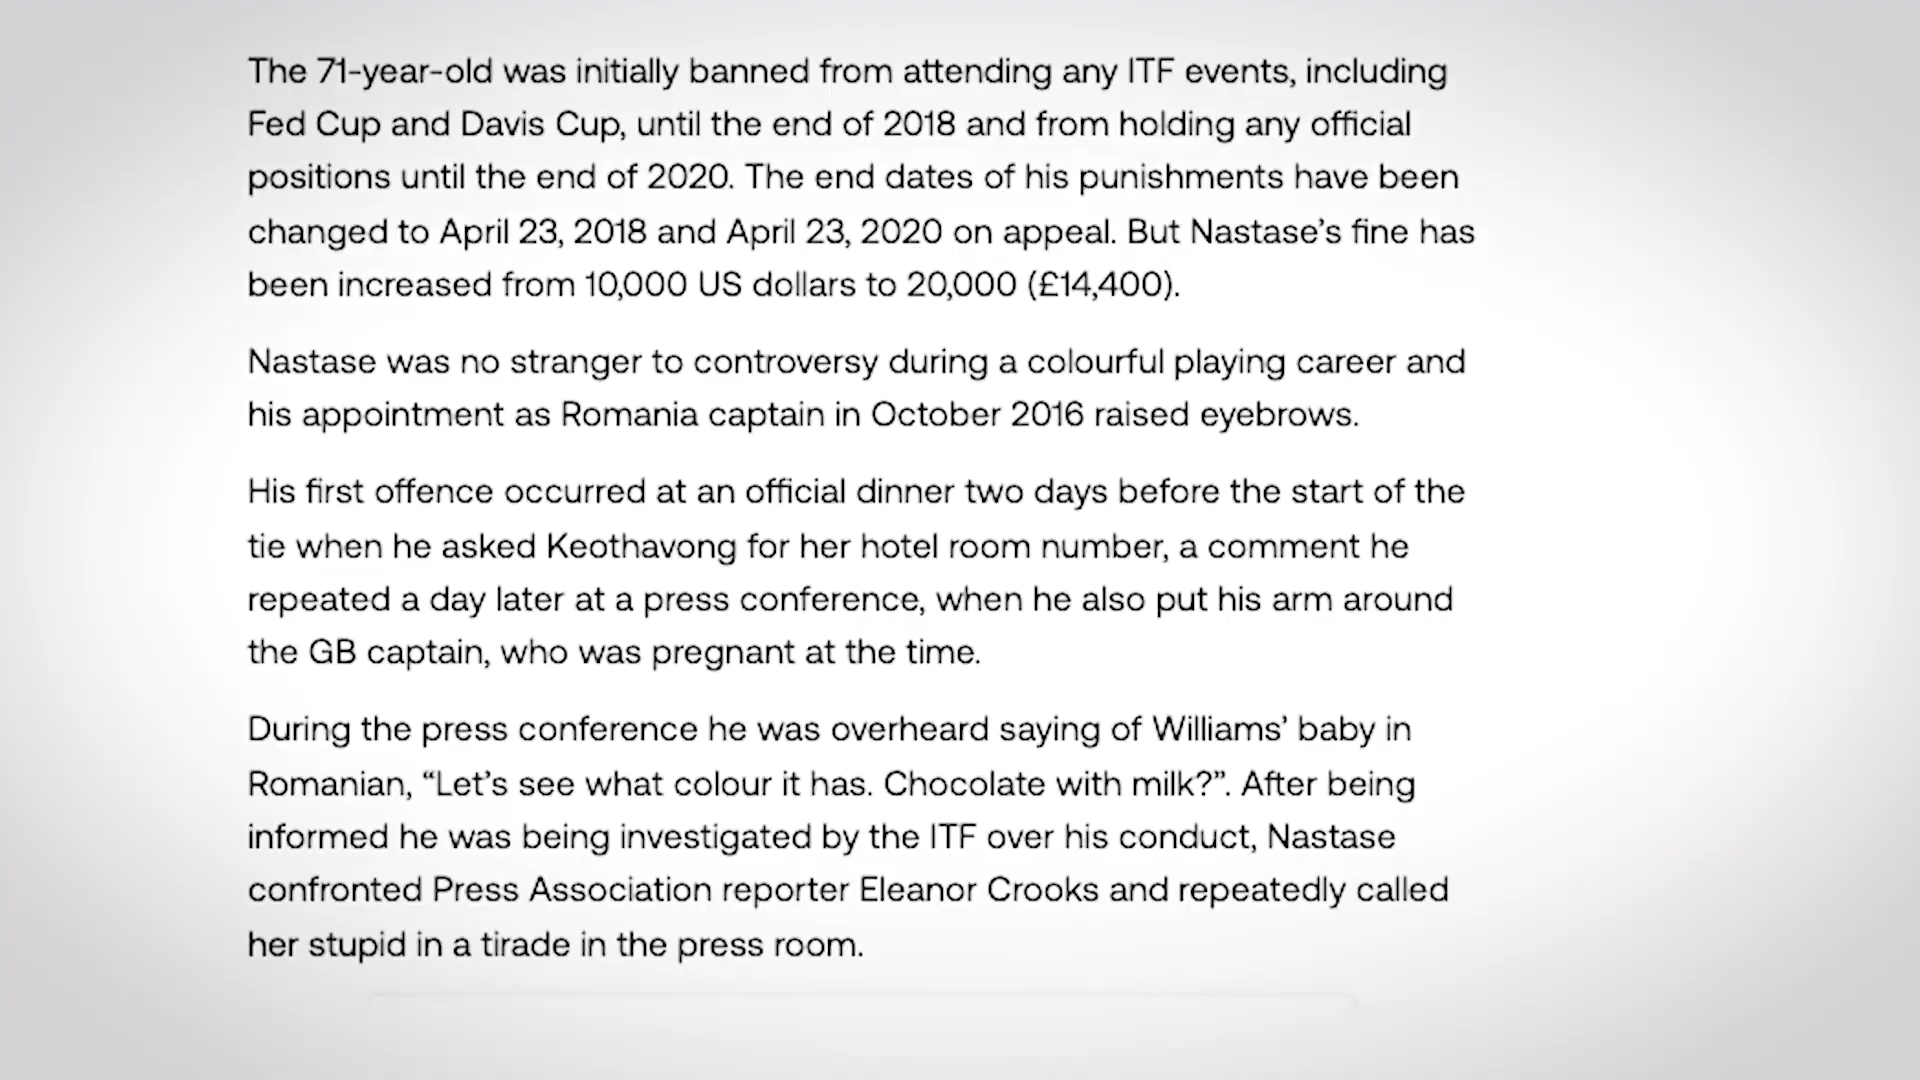 The 71-year-old was initially banned from attending any ITF events, including
Fed Cup and Davis Cup, until the end of 2018 and from holding any official
positions until the end of 2020. The end dates of his punishments have been
changed to April 23, 2018 and April 23, 2020 on appeal. But Nastase’s fine has
been increased from 10,000 US dollars to 20,000 (£14,400).
Nastase was no stranger to controversy during a colourful playing career and
his appointment as Romania captain in October 2016 raised eyebrows.
His first offence occurred at an official dinner two days before the start of the
tie when he asked Keothavong for her hotel room number, a comment he
repeated a day later at a press conference, when he also put his arm around
the GB captain, who was pregnant at the time.
During the press conference he was overheard saying of Williams’ baby in
Romanian, “Let’s see what colour it has. Chocolate with milk?”. After being
informed he was being investigated by the ITF over his conduct, Nastase
confronted Press Association reporter Eleanor Crooks and repeatedly called
her stupid in a tirade in the press room.